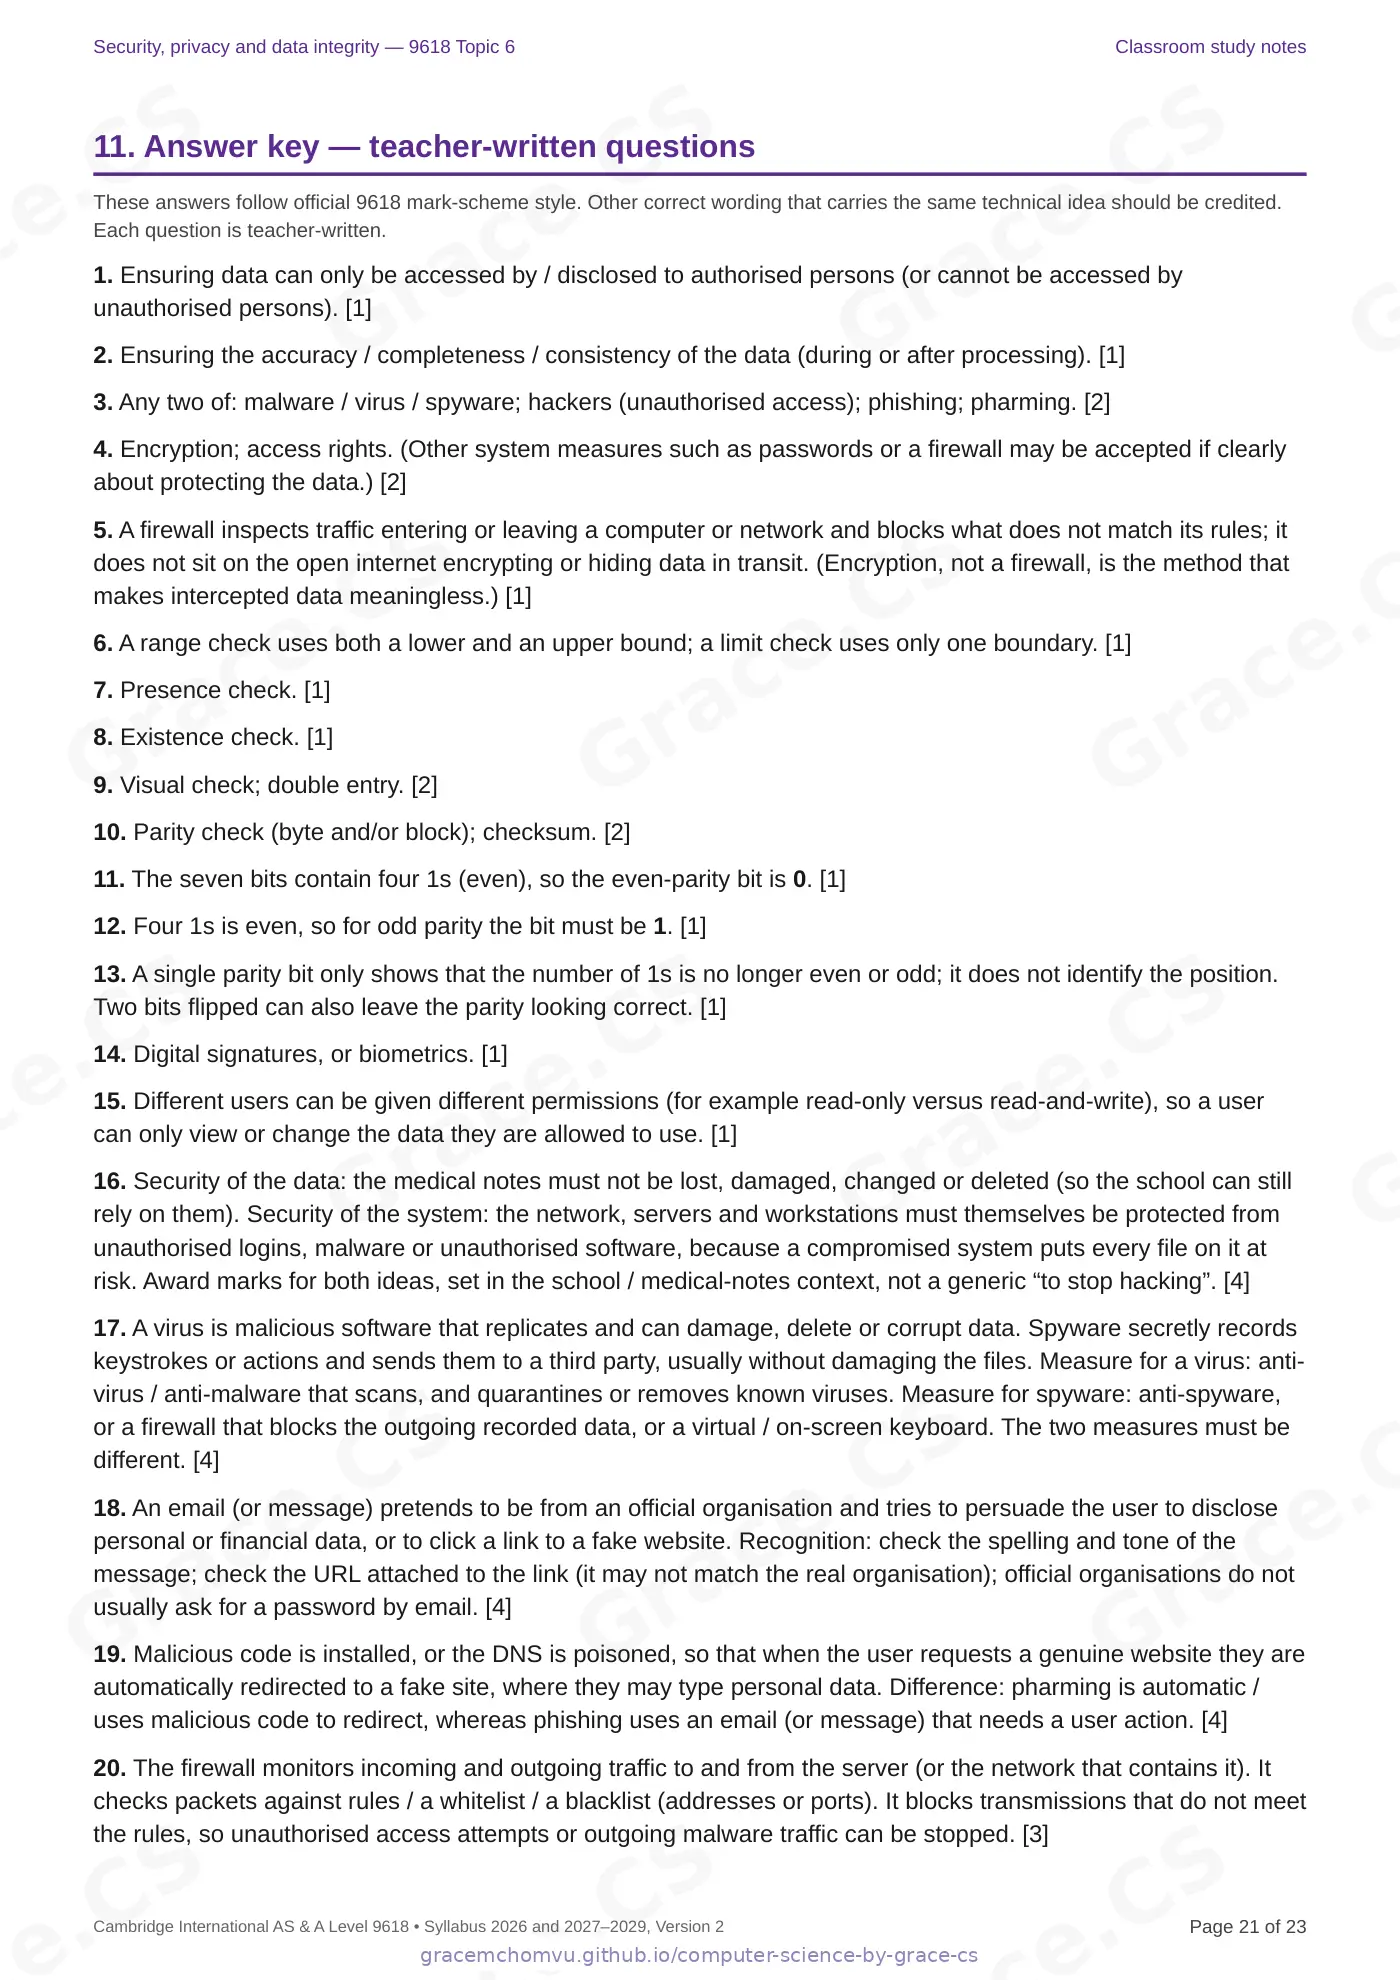 Security, privacy and data integrity — 9618 Topic 6
Classroom study notes
11. Answer key — teacher-written questions
These answers follow official 9618 mark-scheme style. Other correct wording that carries the same technical idea should be credited.
Each question is teacher-written.
1. Ensuring data can only be accessed by / disclosed to authorised persons (or cannot be accessed by
unauthorised persons). [1]
2. Ensuring the accuracy / completeness / consistency of the data (during or after processing). [1]
3. Any two of: malware / virus / spyware; hackers (unauthorised access); phishing; pharming. [2]
4. Encryption; access rights. (Other system measures such as passwords or a firewall may be accepted if clearly
about protecting the data.) [2]
5. A firewall inspects traffic entering or leaving a computer or network and blocks what does not match its rules; it
does not sit on the open internet encrypting or hiding data in transit. (Encryption, not a firewall, is the method that
makes intercepted data meaningless.) [1]
6. A range check uses both a lower and an upper bound; a limit check uses only one boundary. [1]
7. Presence check. [1]
8. Existence check. [1]
9. Visual check; double entry. [2]
10. Parity check (byte and/or block); checksum. [2]
11. The seven bits contain four 1s (even), so the even-parity bit is 0. [1]
12. Four 1s is even, so for odd parity the bit must be 1. [1]
13. A single parity bit only shows that the number of 1s is no longer even or odd; it does not identify the position.
Two bits flipped can also leave the parity looking correct. [1]
14. Digital signatures, or biometrics. [1]
15. Different users can be given different permissions (for example read-only versus read-and-write), so a user
can only view or change the data they are allowed to use. [1]
16. Security of the data: the medical notes must not be lost, damaged, changed or deleted (so the school can still
rely on them). Security of the system: the network, servers and workstations must themselves be protected from
unauthorised logins, malware or unauthorised software, because a compromised system puts every file on it at
risk. Award marks for both ideas, set in the school / medical-notes context, not a generic “to stop hacking”. [4]
17. A virus is malicious software that replicates and can damage, delete or corrupt data. Spyware secretly records
keystrokes or actions and sends them to a third party, usually without damaging the files. Measure for a virus: anti-
virus / anti-malware that scans, and quarantines or removes known viruses. Measure for spyware: anti-spyware,
or a firewall that blocks the outgoing recorded data, or a virtual / on-screen keyboard. The two measures must be
different. [4]
18. An email (or message) pretends to be from an official organisation and tries to persuade the user to disclose
personal or financial data, or to click a link to a fake website. Recognition: check the spelling and tone of the
message; check the URL attached to the link (it may not match the real organisation); official organisations do not
usually ask for a password by email. [4]
19. Malicious code is installed, or the DNS is poisoned, so that when the user requests a genuine website they are
automatically redirected to a fake site, where they may type personal data. Difference: pharming is automatic /
uses malicious code to redirect, whereas phishing uses an email (or message) that needs a user action. [4]
20. The firewall monitors incoming and outgoing traffic to and from the server (or the network that contains it). It
checks packets against rules / a whitelist / a blacklist (addresses or ports). It blocks transmissions that do not meet
the rules, so unauthorised access attempts or outgoing malware traffic can be stopped. [3]
Cambridge International AS & A Level 9618 • Syllabus 2026 and 2027–2029, Version 2
Page 21 of 23
gracemchomvu.github.io/computer-science-by-grace-cs
Grace.CS